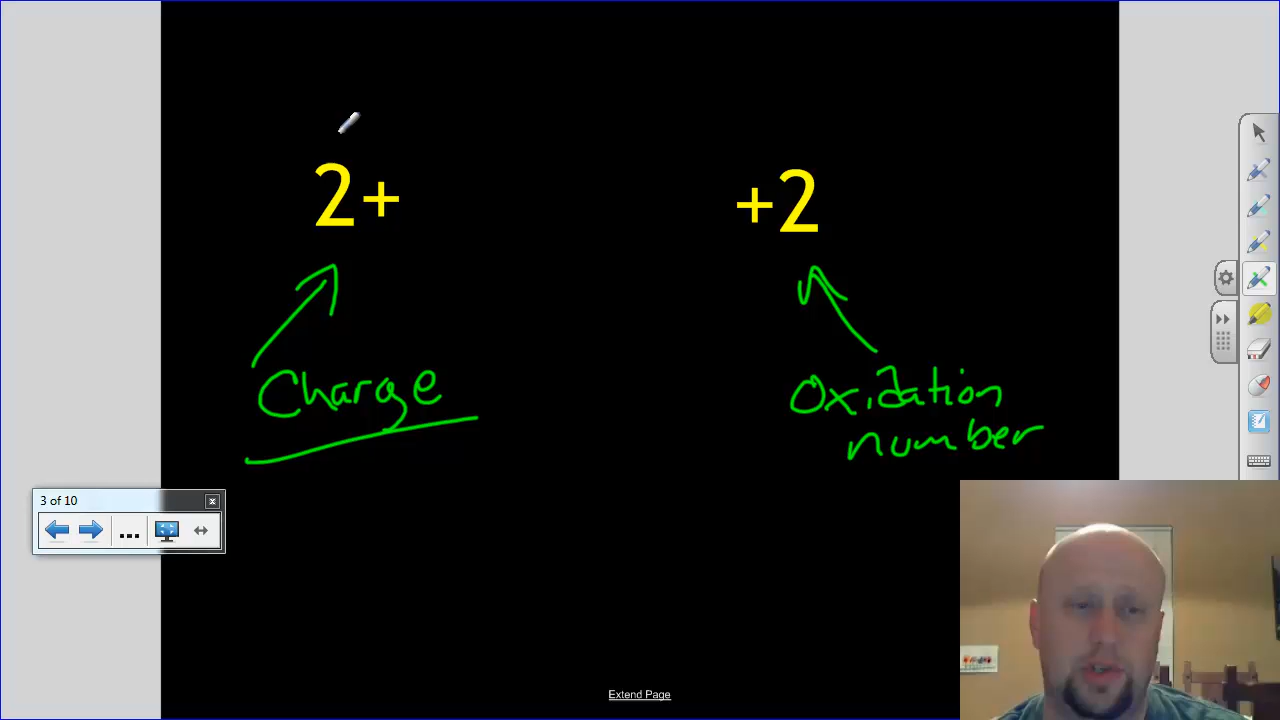 2+
+2
Charge
Oxidation
number
3 of 10
Extend Page